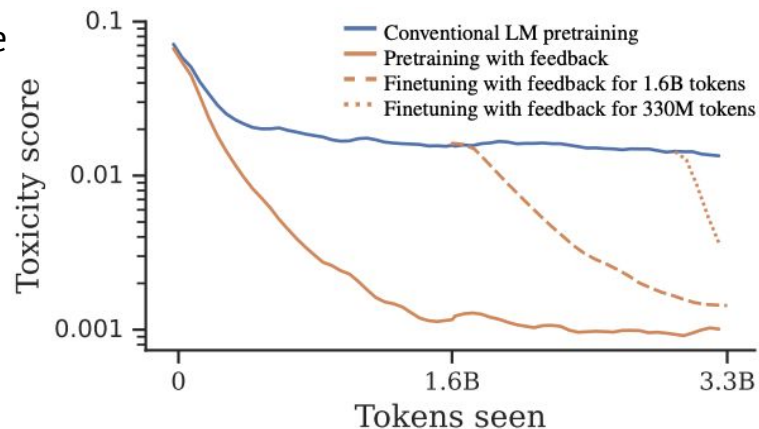 e
0.1
Conventional LM pretraining
Pretraining with feedback
Finetuning with feedback for 1.6B tokens
Finetuning with feedback for 330M tokens
Toxicity score
0.01
0.001
0
1.6B
3.3B
Tokens seen